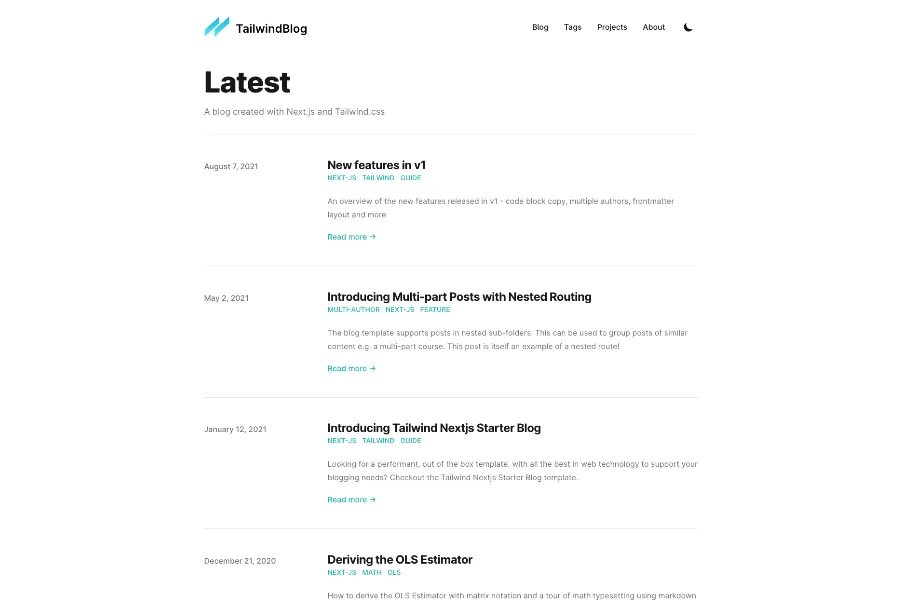 TailwindBlog
Blog Tags Projects About
Latest
A blog created with Next.js and Tailwind.css
August 7, 2021
New features in v1
NEXT-JS TAILWIND GUIDE
An overview of the new features released in v1 - code block copy, multiple authors, frontmatter
layout and more
Read more →
May 2, 2021
Introducing Multi-part Posts with Nested Routing
MULTI-AUTHOR NEXT-JS FEATURE
The blog template supports posts in nested sub-folders. This can be used to group posts of similar
content e.g. a multi-part course. This post is itself an example of a nested route!
Read more →
January 12, 2021
Introducing Tailwind Nextjs Starter Blog
NEXT-JS TAILWIND GUIDE
Looking for a performant, out of the box template, with all the best in web technology to support your
blogging needs? Checkout the Tailwind Nextjs Starter Blog template.
Read more →
December 21, 2020
Deriving the OLS Estimator
NEXT-JS MATH OLS
How to derive the OLS Estimator with matrix notation and a tour of math typesetting using markdown